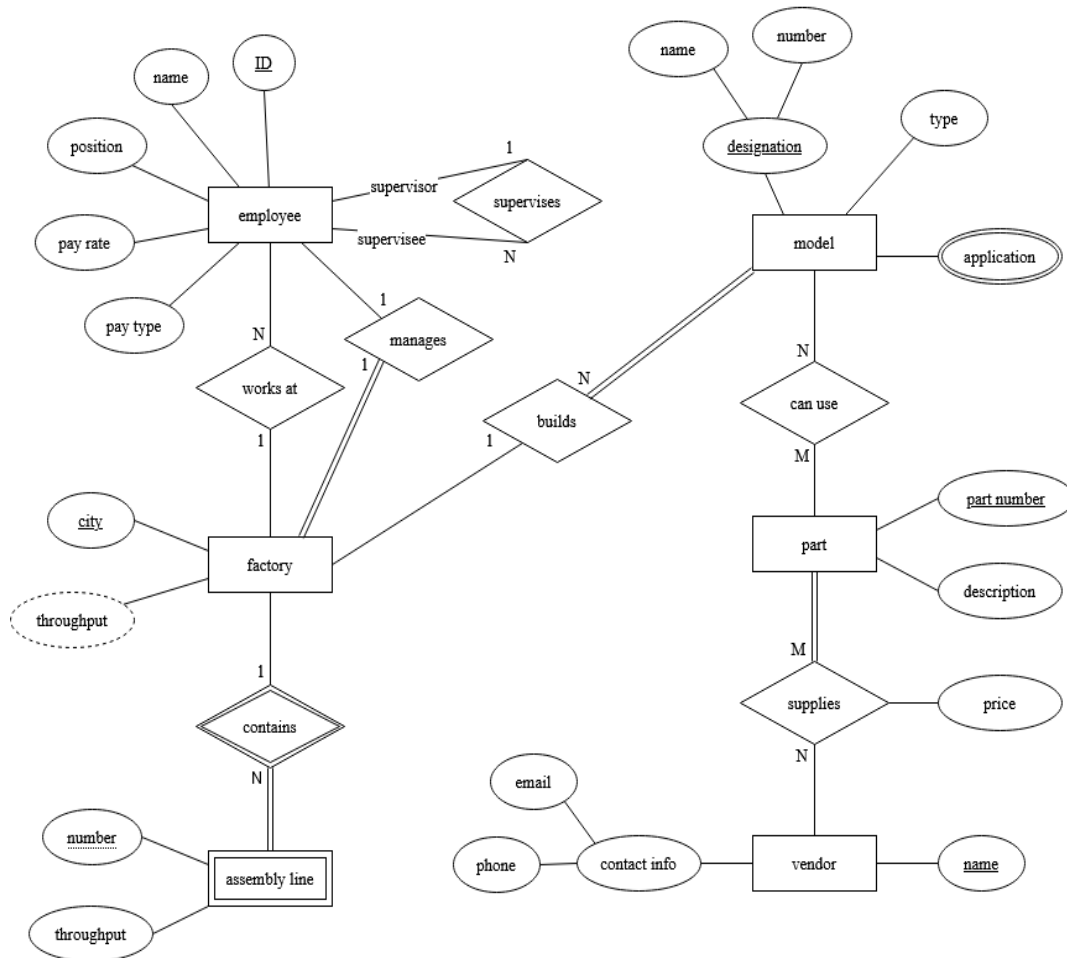 number
name
ID
name
type
designation
position
1
supervisor
supervises
employee
model
pay rate
supervisee
application
N
1
pay type
manages
N
N
1
N
works at
can use
builds
1
1
M
part number
city
part
factory
description
throughput
M
1
supplies
price
contains
N
N
email
number
phone
contact info
vendor
name
assembly line
throughput